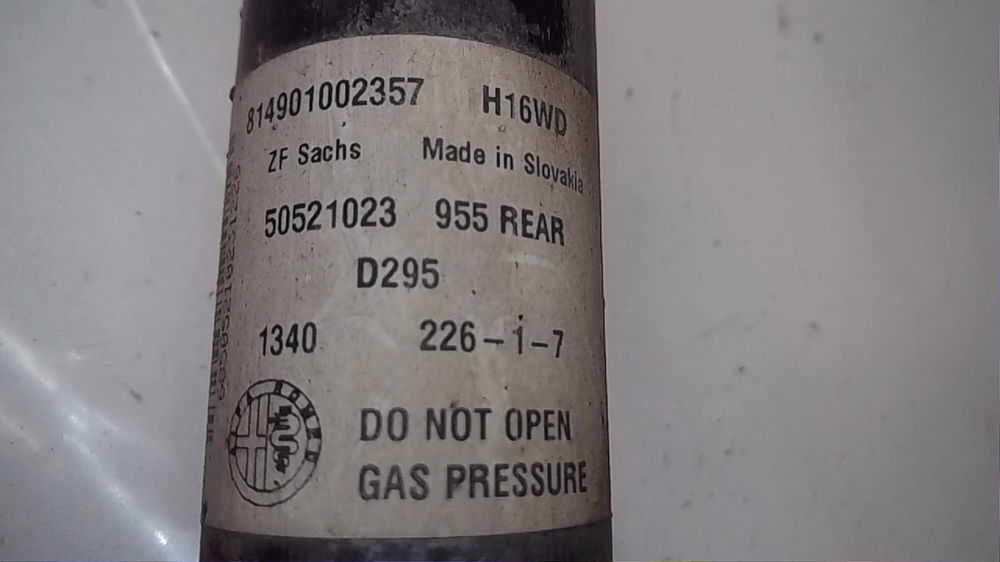 814901002357 H16WD
ZF Sachs Made in Slovakia
50521023 955 REAR
D295
1340 226-1-7
DO NOT OPEN
GAS PRESSURE